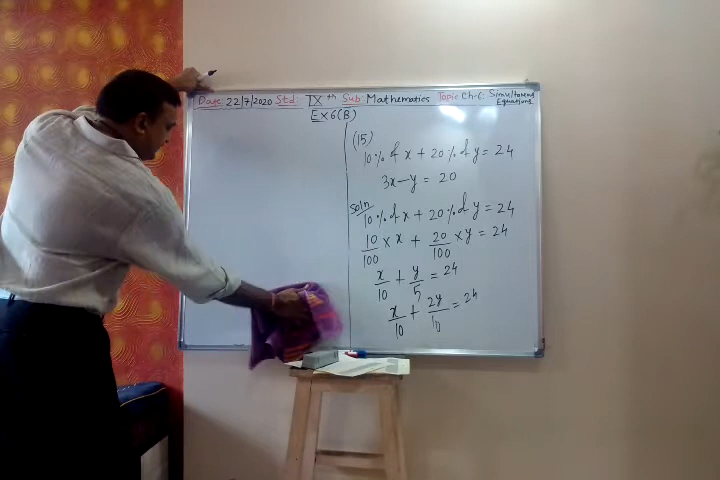 Date: 22/7/2020 Std: IXth Sub: Mathematics Topic Ch-6: Simultaneous Equations
Ex 6(B)
(15)
10% of x + 20% of y = 24
3x - y = 20
Soln
10% of x + 20% of y = 24
10/100 × x + 20/100 × y = 24
x/10 + y/5 = 24
x/10 + 2y/10 = 24